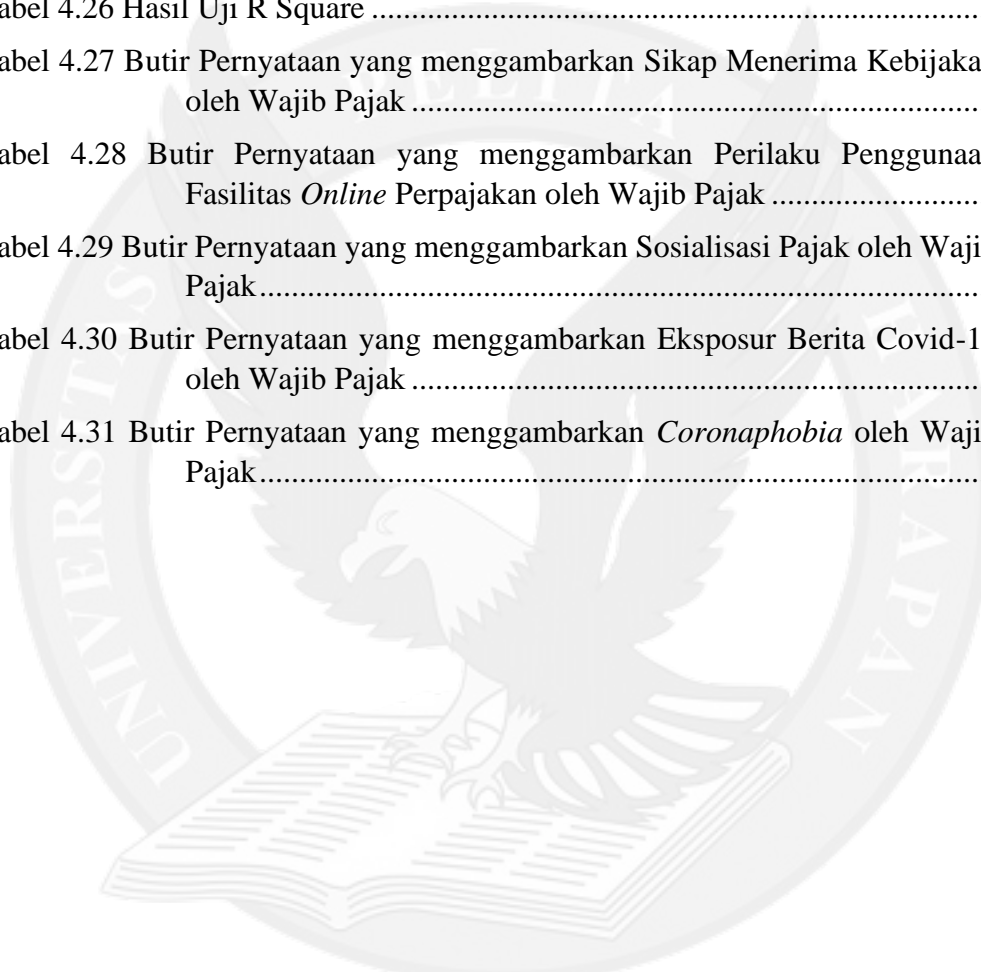 abel 4.26 Hasil Uji R Square ............................................................................
abel 4.27 Butir Pernyataan yang menggambarkan Sikap Menerima Kebijaka
oleh Wajib Pajak .......................................................................
abel 4.28 Butir Pernyataan yang menggambarkan Perilaku Penggunaa
Fasilitas Online Perpajakan oleh Wajib Pajak ..........................
abel 4.29 Butir Pernyataan yang menggambarkan Sosialisasi Pajak oleh Waji
Pajak..........................................................................................
abel 4.30 Butir Pernyataan yang menggambarkan Eksposur Berita Covid-1
oleh Wajib Pajak .......................................................................
abel 4.31 Butir Pernyataan yang menggambarkan Coronaphobia oleh Waji
Pajak..........................................................................................
UNIVERSITAS PELITA HARAPAN